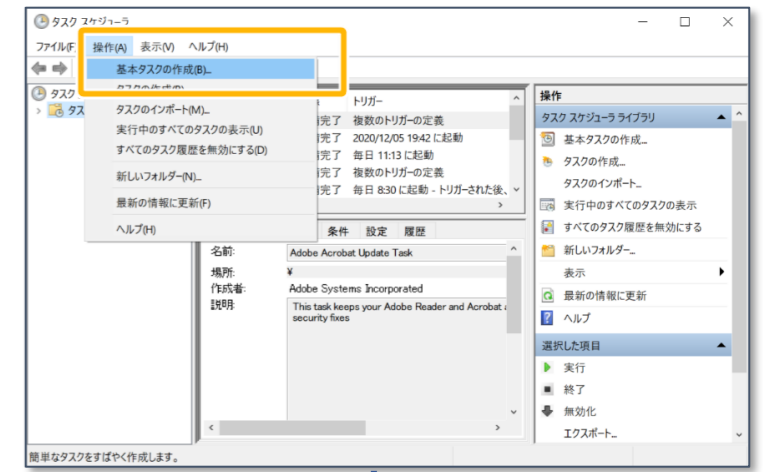 タスク スケジューラ
ファイル(F) 操作(A) 表示(V) ヘルプ(H)
基本タスクの作成(B)...
タスクのインポート(M)...
実行中のすべてのタスクの表示(U)
すべてのタスク履歴を無効にする(D)
新しいフォルダー(N)...
最新の情報に更新(F)
ヘルプ(H)
タスク
タス
トリガー
完了 複数のトリガーの定義
完了 2020/12/05 19:42 に起動
完了 毎日 11:13 に起動
完了 複数のトリガーの定義
完了 毎日 8:30 に起動 - トリガーされた後、
条件 設定 履歴
名前: Adobe Acrobat Update Task
場所: ¥
作成者: Adobe Systems Incorporated
説明: This task keeps your Adobe Reader and Acrobat a
security fixes
操作
タスク スケジューラ ライブラリ
基本タスクの作成...
タスクの作成...
タスクのインポート...
実行中のすべてのタスクの表示
すべてのタスク履歴を無効にする
新しいフォルダー...
表示
最新の情報に更新
ヘルプ
選択した項目
実行
終了
無効化
エクスポート...
簡単なタスクをすばやく作成します。